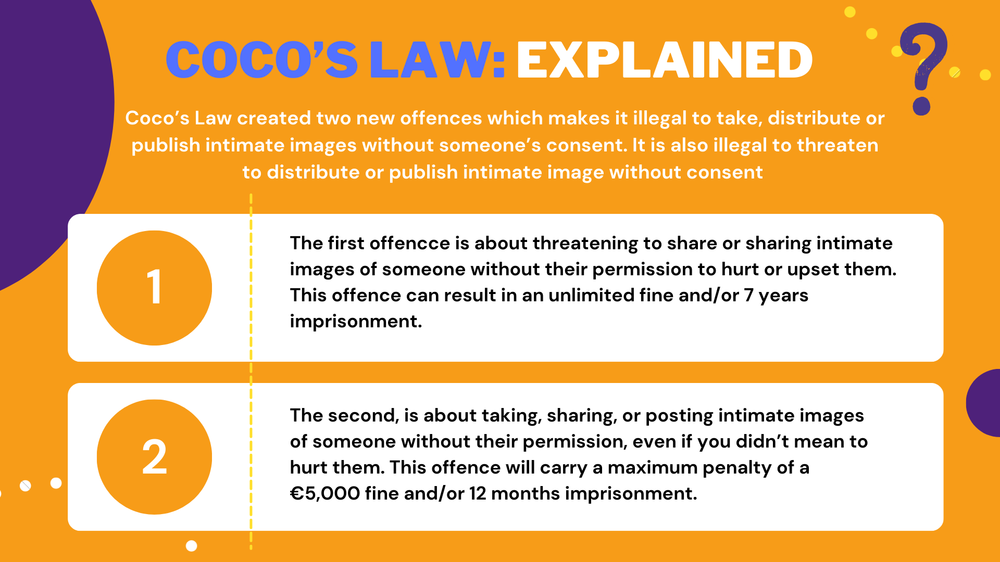 COCO’S LAW: EXPLAINED
?
Coco’s Law created two new offences which makes it illegal to take, distribute or
publish intimate images without someone’s consent. It is also illegal to threaten
to distribute or publish intimate image without consent
1
The first offencce is about threatening to share or sharing intimate
images of someone without their permission to hurt or upset them.
This offence can result in an unlimited fine and/or 7 years
imprisonment.
2
The second, is about taking, sharing, or posting intimate images
of someone without their permission, even if you didn’t mean to
hurt them. This offence will carry a maximum penalty of a
€5,000 fine and/or 12 months imprisonment.